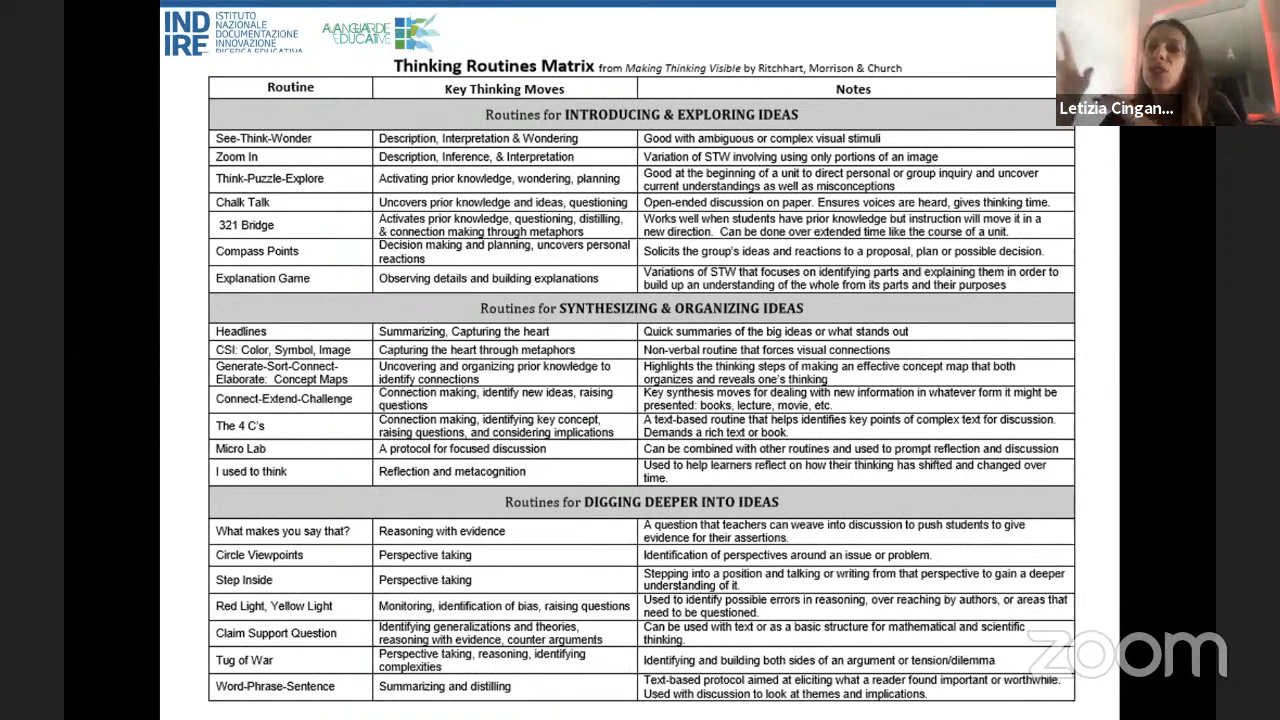 INDIRE
ISTITUTO
NAZIONALE
DOCUMENTAZIONE
INNOVAZIONE
RICERCA EDUCATIVA
AVANGUARDIE
EDUCATIVE
Thinking Routines Matrix from Making Thinking Visible by Ritchhart, Morrison & Church
Letizia Cingan...
Routine Key Thinking Moves Notes
Routines for INTRODUCING & EXPLORING IDEAS
See-Think-Wonder
Description, Interpretation & Wondering
Good with ambiguous or complex visual stimuli
Zoom In
Description, Inference, & Interpretation
Variation of STW involving using only portions of an image
Think-Puzzle-Explore
Activating prior knowledge, wondering, planning
Good at the beginning of a unit to direct personal or group inquiry and uncover
current understandings as well as misconceptions
Chalk Talk
Uncovers prior knowledge and ideas, questioning
Open-ended discussion on paper. Ensures voices are heard, gives thinking time.
321 Bridge
Activates prior knowledge, questioning, distilling,
& connection making through metaphors
Works well when students have prior knowledge but instruction will move it in a
new direction. Can be done over extended time like the course of a unit.
Compass Points
Decision making and planning, uncovers personal
reactions
Solicits the group's ideas and reactions to a proposal, plan or possible decision.
Explanation Game
Observing details and building explanations
Variations of STW that focuses on identifying parts and explaining them in order to
build up an understanding of the whole from its parts and their purposes
Routines for SYNTHESIZING & ORGANIZING IDEAS
Headlines
Summarizing, Capturing the heart
Quick summaries of the big ideas or what stands out
CSI: Color, Symbol, Image
Capturing the heart through metaphors
Non-verbal routine that forces visual connections
Generate-Sort-Connect-
Elaborate: Concept Maps
Uncovering and organizing prior knowledge to
identify connections
Highlights the thinking steps of making an effective concept map that both
organizes and reveals one's thinking
Connect-Extend-Challenge
Connection making, identify new ideas, raising
questions
Key synthesis moves for dealing with new information in whatever form it might be
presented: books, lecture, movie, etc.
The 4 C's
Connection making, identifying key concept,
raising questions, and considering implications
A text-based routine that helps identifies key points of complex text for discussion.
Demands a rich text or book.
Micro Lab
A protocol for focused discussion
Can be combined with other routines and used to prompt reflection and discussion
I used to think
Reflection and metacognition
Used to help learners reflect on how their thinking has shifted and changed over
time.
Routines for DIGGING DEEPER INTO IDEAS
What makes you say that?
Reasoning with evidence
A question that teachers can weave into discussion to push students to give
evidence for their assertions.
Circle Viewpoints
Perspective taking
Identification of perspectives around an issue or problem.
Step Inside
Perspective taking
Stepping into a position and talking or writing from that perspective to gain a deeper
understanding of it.
Red Light, Yellow Light
Monitoring, identification of bias, raising questions
Used to identify possible errors in reasoning, over reaching by authors, or areas that
need to be questioned.
Claim Support Question
Identifying generalizations and theories,
reasoning with evidence, counter arguments
Can be used with text or as a basic structure for mathematical and scientific
thinking.
Tug of War
Perspective taking, reasoning, identifying
complexities
Identifying and building both sides of an argument or tension/dilemma
Word-Phrase-Sentence
Summarizing and distilling
Text-based protocol aimed at eliciting what a reader found important or worthwhile.
Used with discussion to look at themes and implications.
zoom